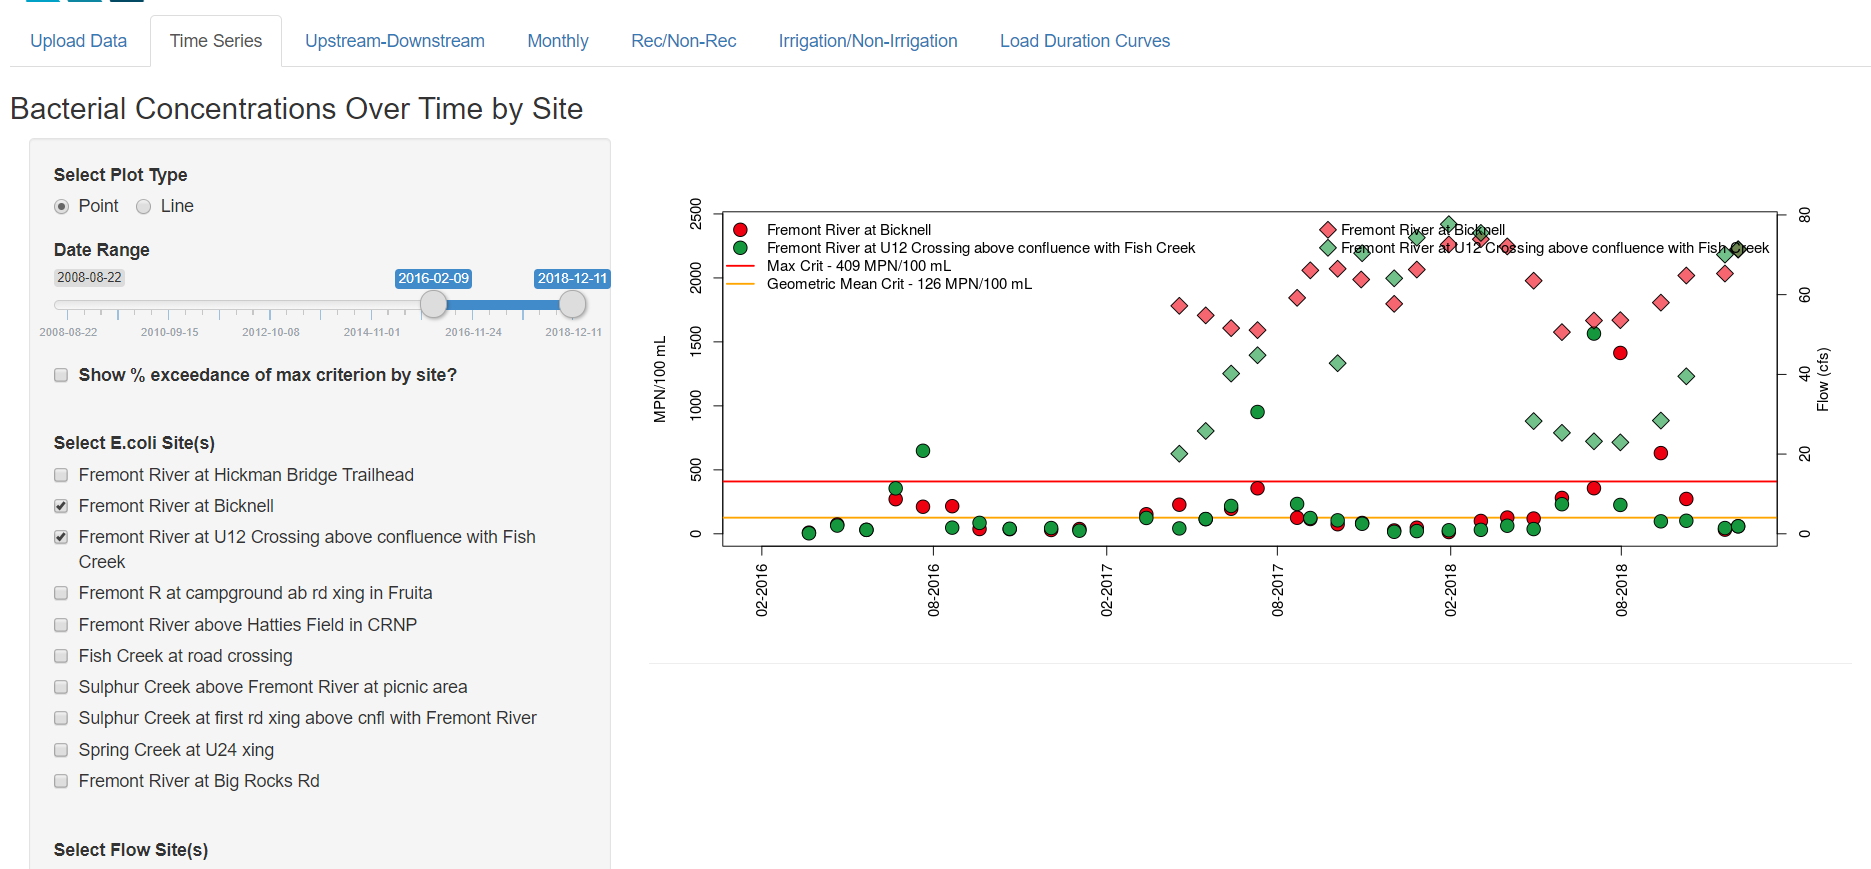 Upload Data
Time Series
Upstream-Downstream
Monthly
Rec/Non-Rec
Irrigation/Non-Irrigation
Load Duration Curves
Bacterial Concentrations Over Time by Site
Select Plot Type
Point
Line
Date Range
2008-08-22
2016-02-09
2018-12-11
2008-08-22
2010-09-15
2012-10-08
2014-11-01
2016-11-24
2018-12-11
Show % exceedance of max criterion by site?
Select E.coli Site(s)
Fremont River at Hickman Bridge Trailhead
Fremont River at Bicknell
Fremont River at U12 Crossing above confluence with Fish
Creek
Fremont R at campground ab rd xing in Fruita
Fremont River above Hatties Field in CRNP
Fish Creek at road crossing
Sulphur Creek above Fremont River at picnic area
Sulphur Creek at first rd xing above cnfl with Fremont River
Spring Creek at U24 xing
Fremont River at Big Rocks Rd
Select Flow Site(s)
MPN/100 mL
2500
2000
1500
1000
500
0
Fremont River at Bicknell
Fremont River at U12 Crossing above confluence with Fish Creek
Max Crit - 409 MPN/100 mL
Geometric Mean Crit - 126 MPN/100 mL
Fremont River at Bicknell
Fremont River at U12 Crossing above confluence with Fish Creek
80
60
40
20
0
Flow (cfs)
02-2016
08-2016
02-2017
08-2017
02-2018
08-2018